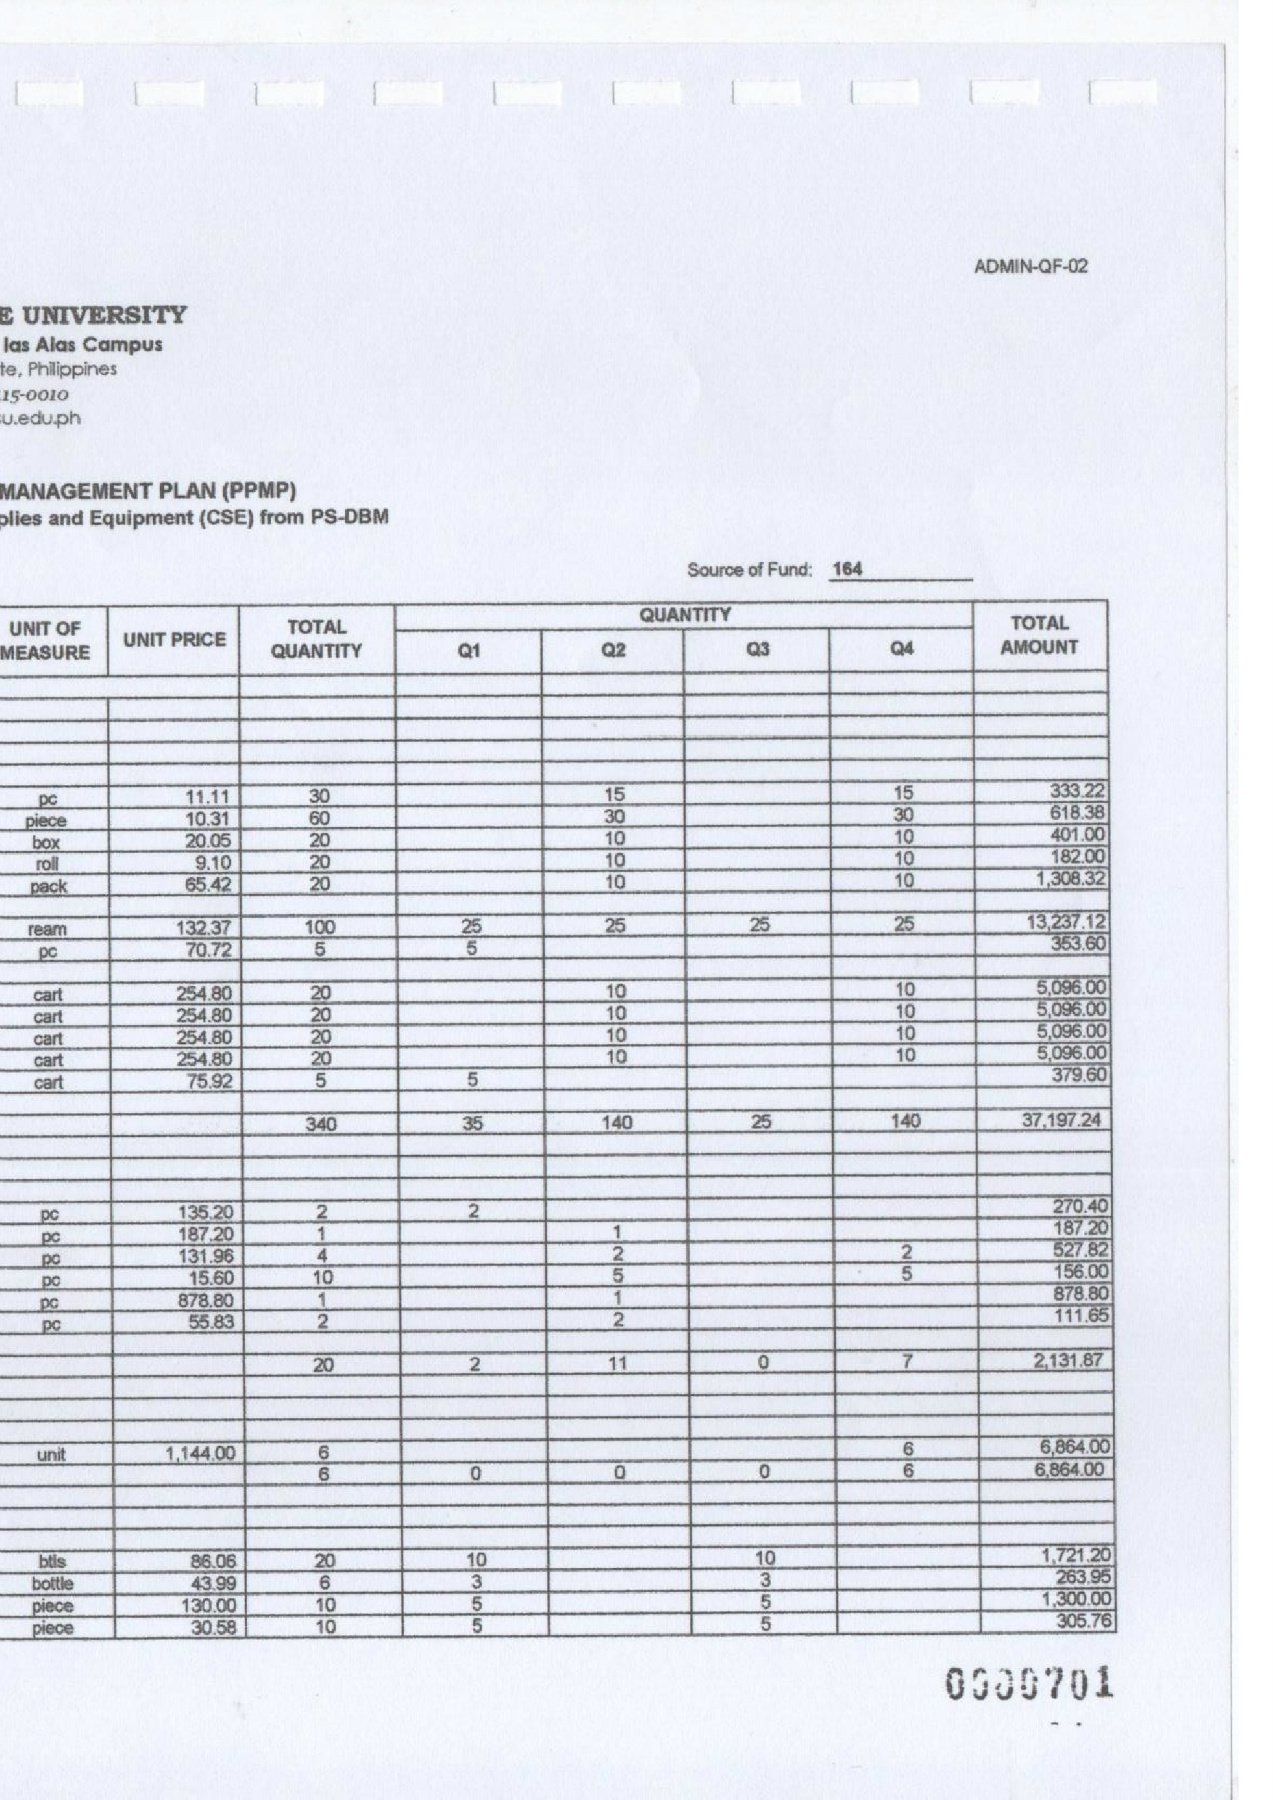 ADMIN-QF-02
E UNIVERSITY
las Alas Campus
te, Philippines
15-0010
su.edu.ph
MANAGEMENT PLAN (PPMP)
plies and Equipment (CSE) from PS-DBM
Source of Fund: 164
UNIT OF MEASURE UNIT PRICE TOTAL QUANTITY QUANTITY TOTAL AMOUNT
Q1 Q2 Q3 Q4
pc 11.11 30 15 15 333.22
piece 10.31 60 30 30 618.38
box 20.05 20 10 10 401.00
roll 9.10 20 10 10 182.00
pack 65.42 20 10 10 1,308.32
ream 132.37 100 25 25 25 25 13,237.12
pc 70.72 5 5 353.60
cart 254.80 20 10 10 5,096.00
cart 254.80 20 10 10 5,096.00
cart 254.80 20 10 10 5,096.00
cart 254.80 20 10 10 5,096.00
cart 75.92 5 5 379.60
340 35 140 25 140 37,197.24
pc 135.20 2 2 270.40
pc 187.20 1 1 187.20
pc 131.96 4 2 2 527.82
pc 15.60 10 5 5 156.00
pc 878.80 1 1 878.80
pc 55.83 2 2 111.65
20 2 11 0 7 2,131.87
unit 1,144.00 6 6 6,864.00
6 0 0 0 6 6,864.00
btls 86.06 20 10 10 1,721.20
bottle 43.99 6 3 3 263.95
piece 130.00 10 5 5 1,300.00
piece 30.58 10 5 5 305.76
0000701